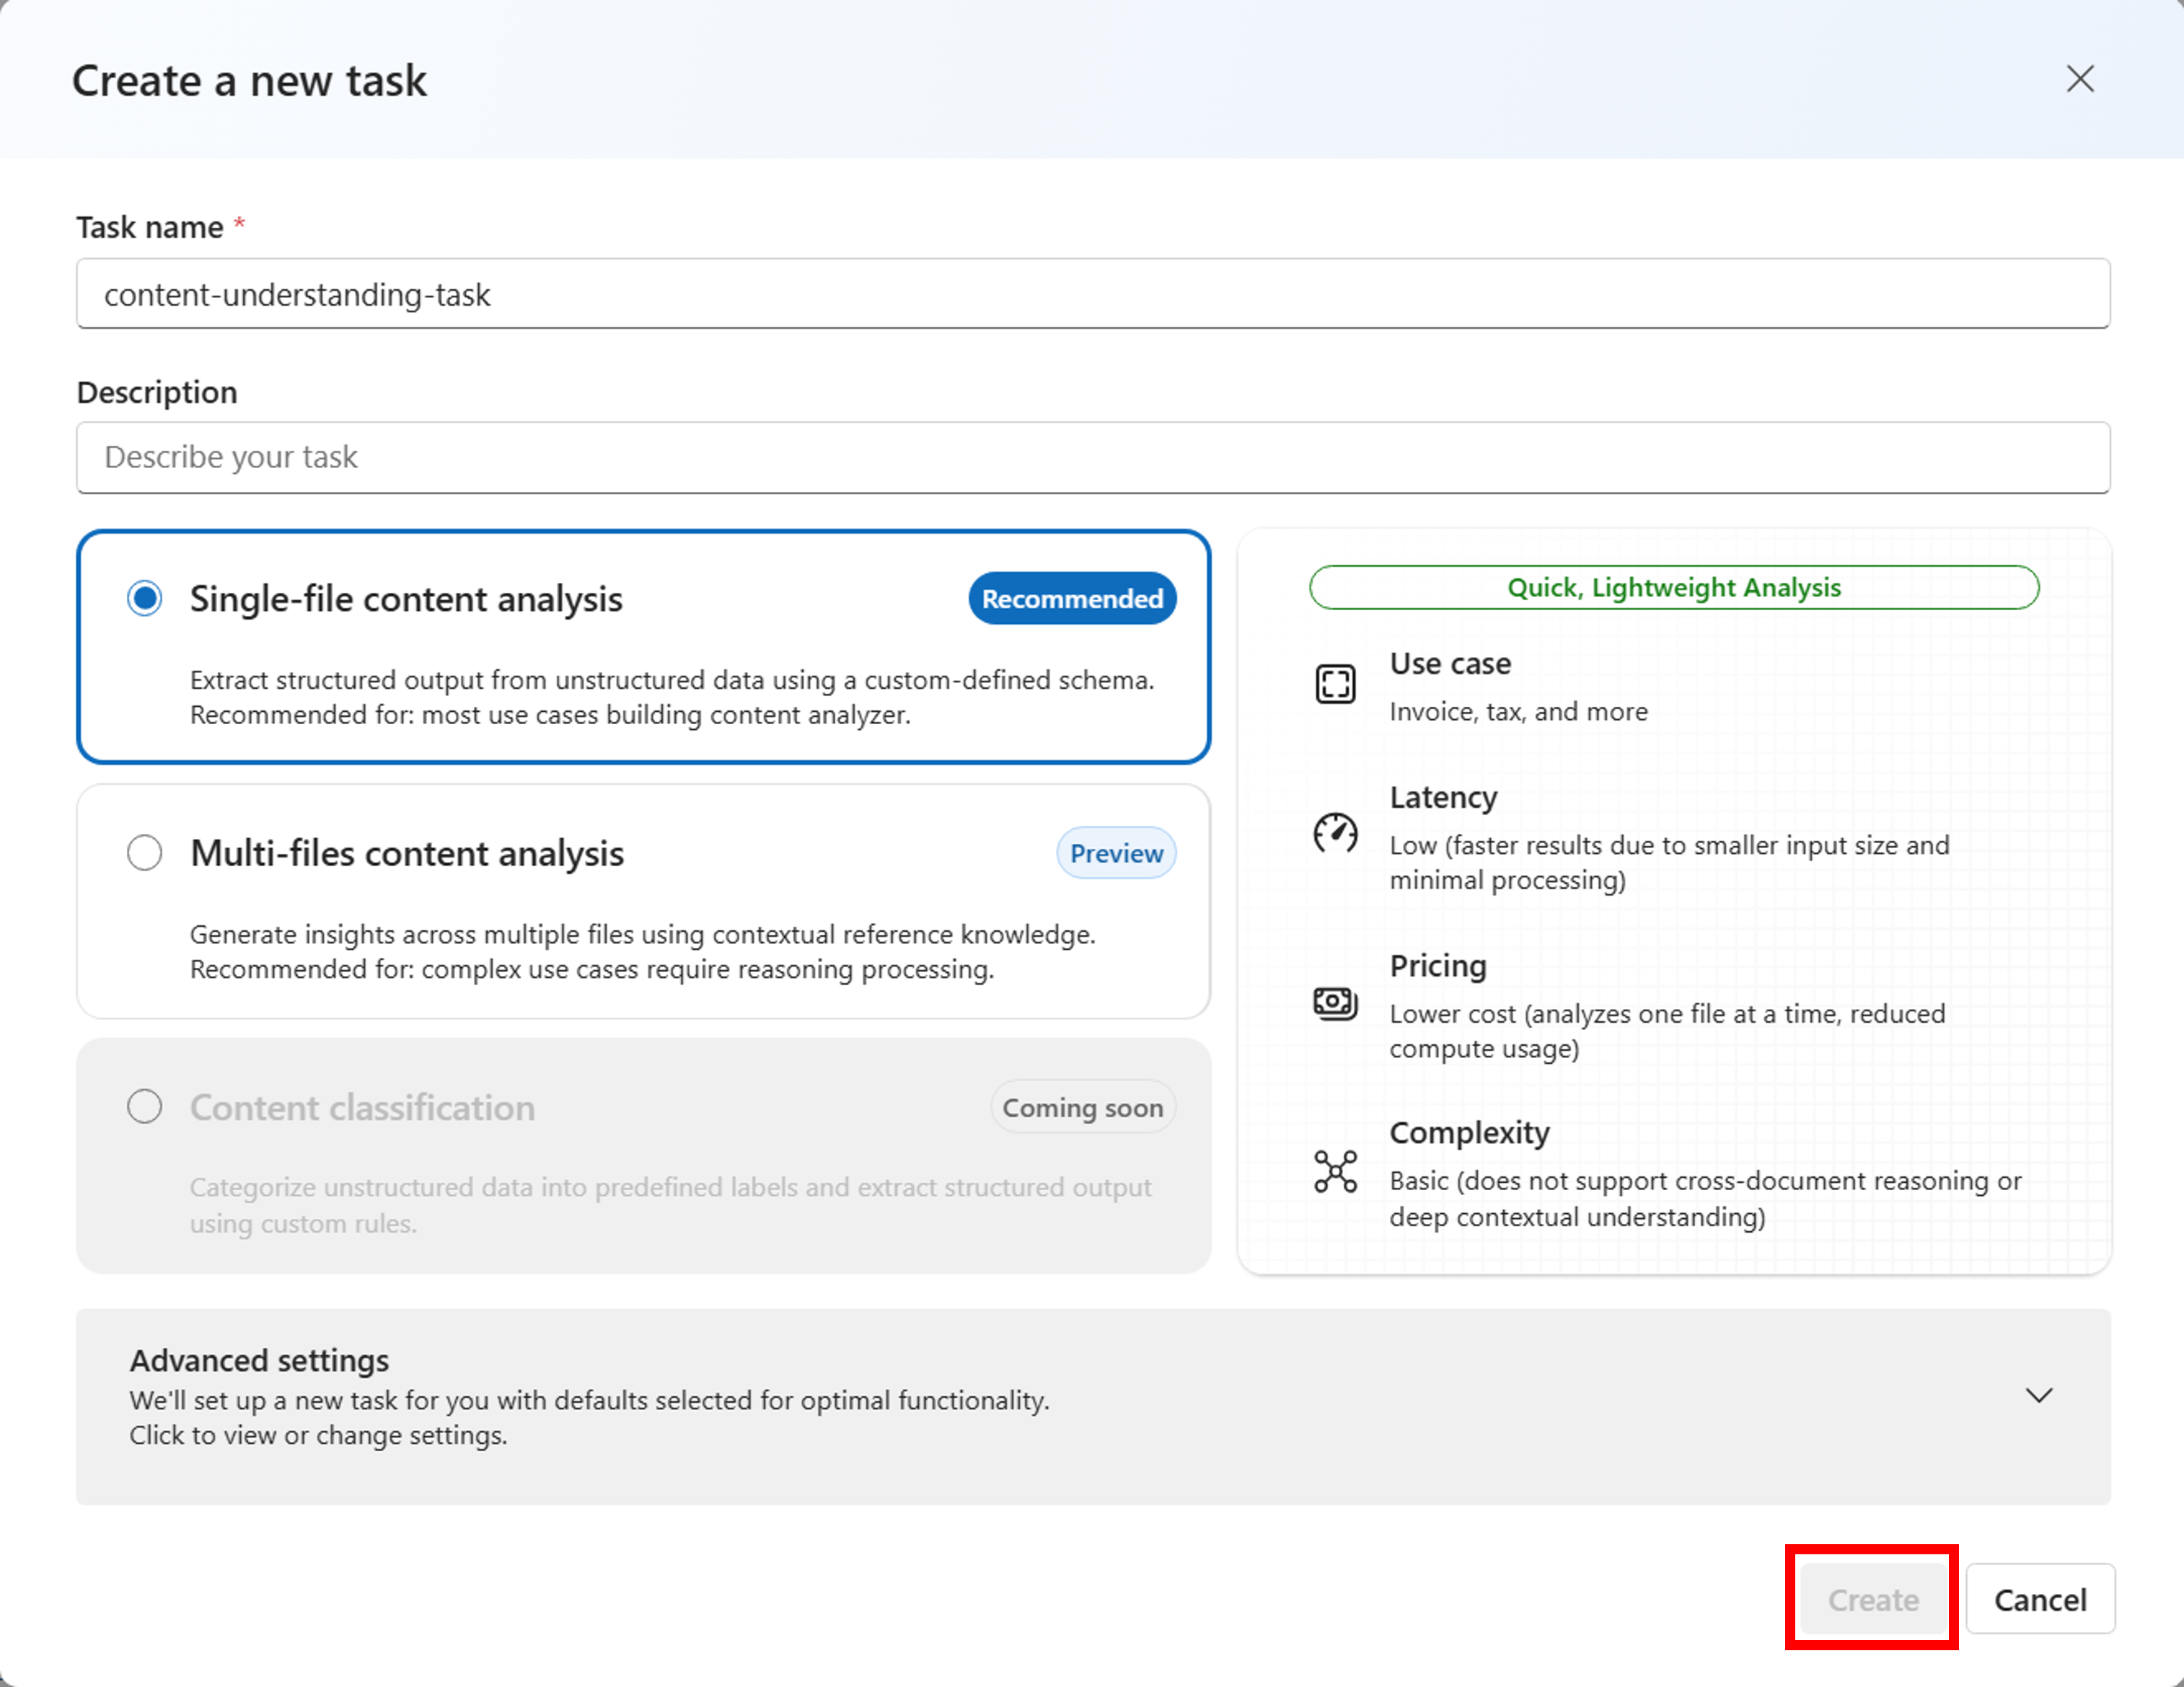 Create a new task
Task name *
content-understanding-task
Description
Describe your task
Single-file content analysis
Recommended
Extract structured output from unstructured data using a custom-defined schema.
Recommended for: most use cases building content analyzer.
Multi-files content analysis
Preview
Generate insights across multiple files using contextual reference knowledge.
Recommended for: complex use cases require reasoning processing.
Content classification
Coming soon
Categorize unstructured data into predefined labels and extract structured output
using custom rules.
Quick, Lightweight Analysis
Use case
Invoice, tax, and more
Latency
Low (faster results due to smaller input size and
minimal processing)
Pricing
Lower cost (analyzes one file at a time, reduced
compute usage)
Complexity
Basic (does not support cross-document reasoning or
deep contextual understanding)
Advanced settings
We'll set up a new task for you with defaults selected for optimal functionality.
Click to view or change settings.
Create
Cancel